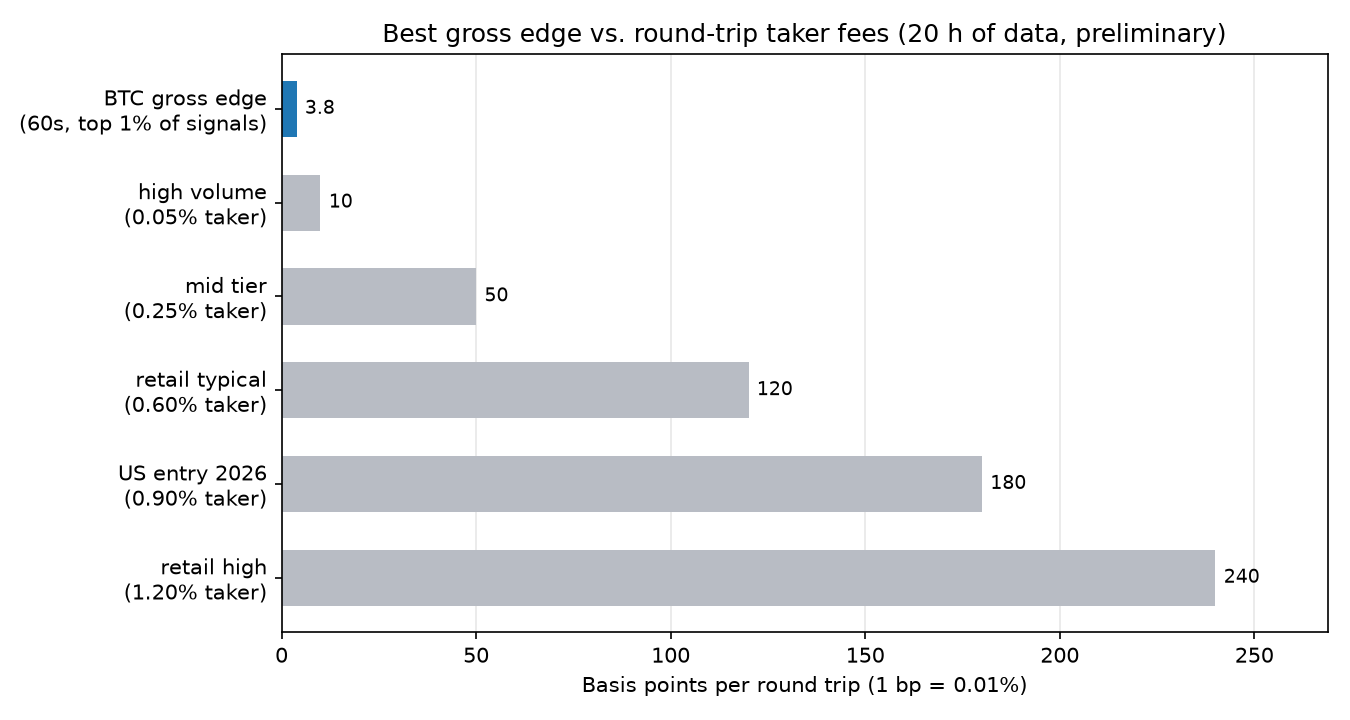 Best gross edge vs. round-trip taker fees (20 h of data, preliminary)
BTC gross edge
(60s, top 1% of signals)
3.8
high volume
(0.05% taker)
10
mid tier
(0.25% taker)
50
retail typical
(0.60% taker)
120
US entry 2026
(0.90% taker)
180
retail high
(1.20% taker)
240
0 50 100 150 200 250
Basis points per round trip (1 bp = 0.01%)